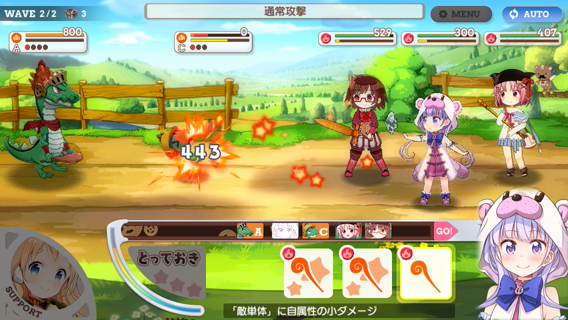 WAVE 2/2 3
通常攻撃
MENU
AUTO
800
A
0
C
529
300
407
443
A
C
GO!
とっておき
SUPPORT
「敵単体」に自属性の小ダメージ